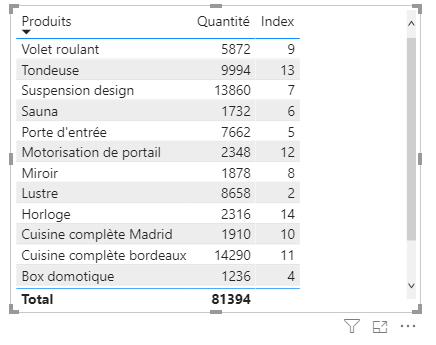 Produits Quantité Index
Volet roulant 5872 9
Tondeuse 9994 13
Suspension design 13860 7
Sauna 1732 6
Porte d'entrée 7662 5
Motorisation de portail 2348 12
Miroir 1878 8
Lustre 8658 2
Horloge 2316 14
Cuisine complète Madrid 1910 10
Cuisine complète bordeaux 14290 11
Box domotique 1236 4
Total 81394